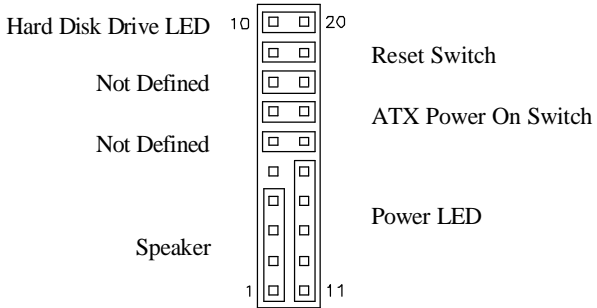 Hard Disk Drive LED 10 20
Reset Switch
Not Defined
ATX Power On Switch
Not Defined
Power LED
Speaker
1 11